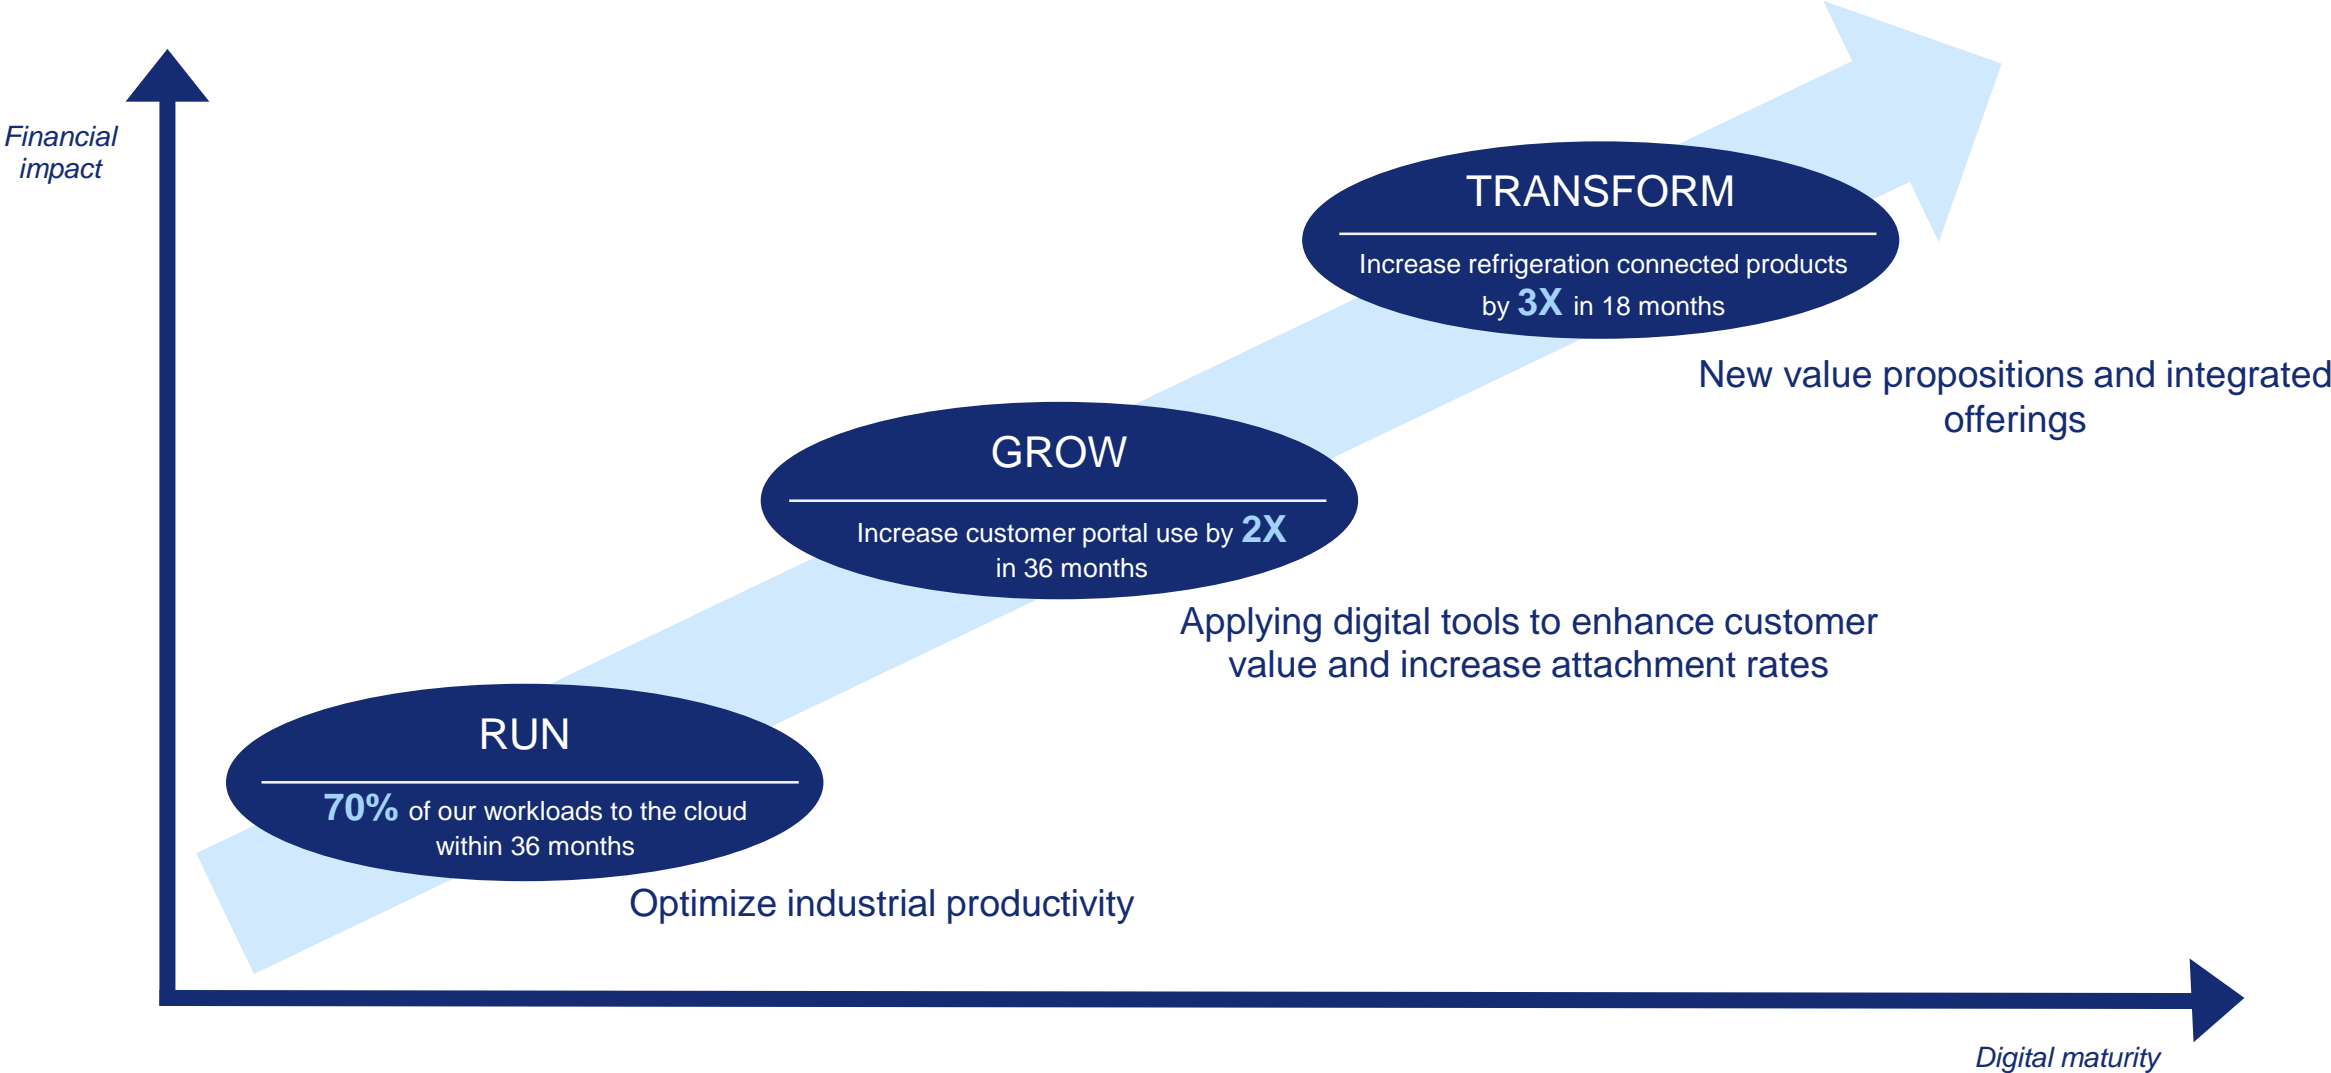 Financial
impact
TRANSFORM
Increase refrigeration connected products
by 3X in 18 months
New value propositions and integrated
offerings
GROW
Increase customer portal use by 2X
in 36 months
Applying digital tools to enhance customer
value and increase attachment rates
RUN
70% of our workloads to the cloud
within 36 months
Optimize industrial productivity
Digital maturity